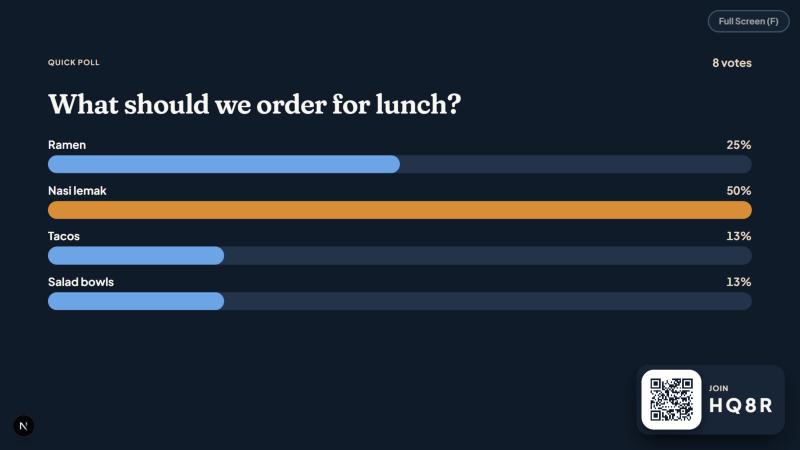 Full Screen (F)
QUICK POLL
8 votes
What should we order for lunch?
Ramen
25%
Nasi lemak
50%
Tacos
13%
Salad bowls
13%
JOIN
HQ8R
N